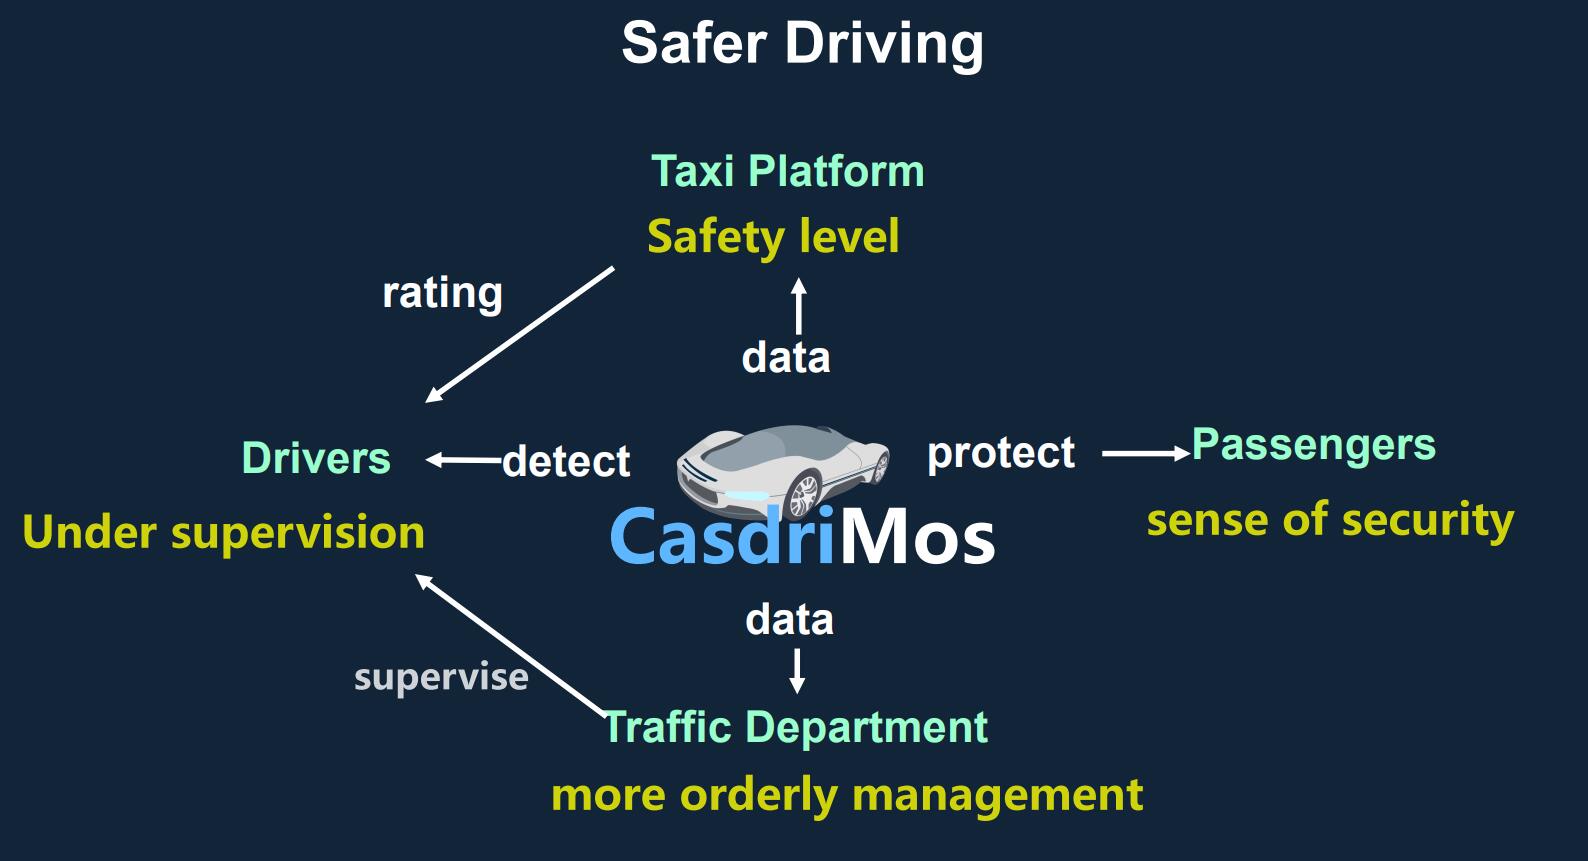 Safer Driving
Taxi Platform
Safety level
rating
data
Drivers
detect
protect
Passengers
Under supervision
CasdriMos
sense of security
data
supervise
Traffic Department
more orderly management